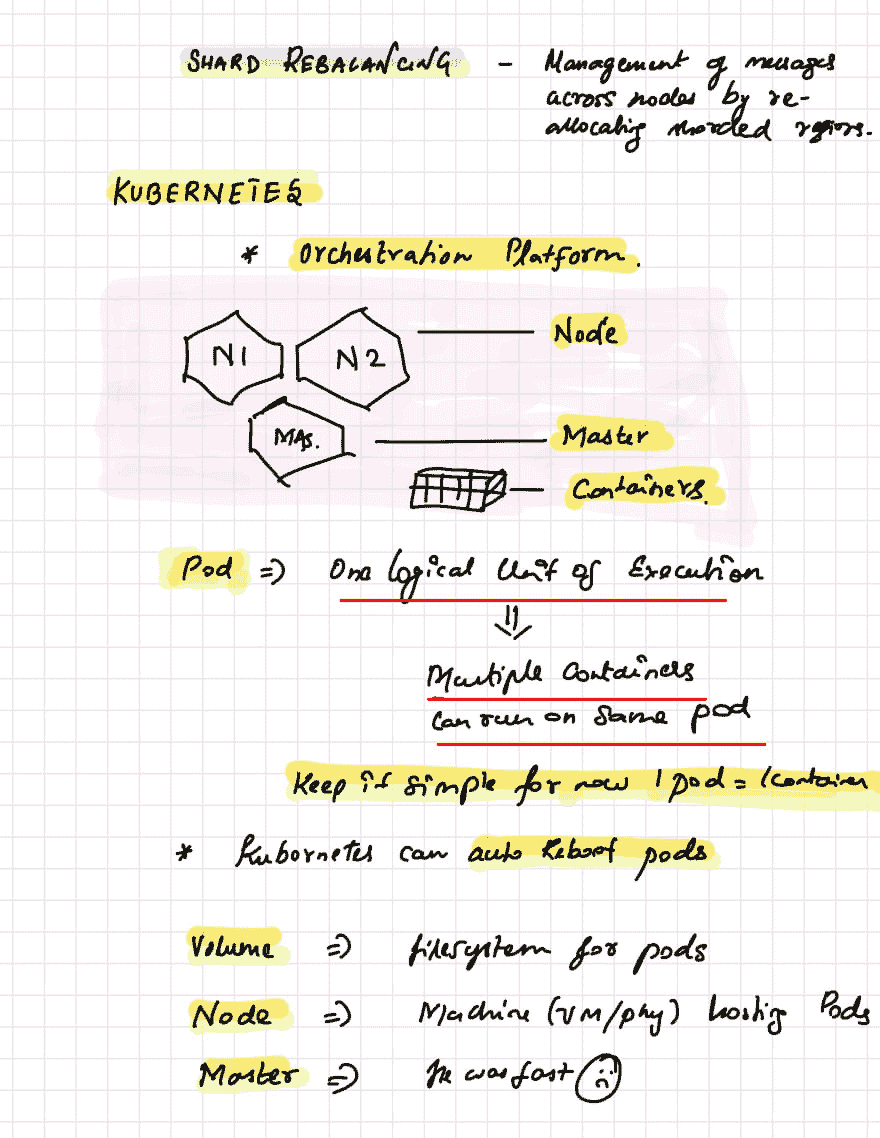 SHARD REBALANCING - Management of messages
across nodes by re-
allocating sharded regions.
KUBERNETES
* Orchestration Platform.
N1 N2 Node
MAS. Master
Containers.
Pod => One logical Unit of Execution
Multiple Containers
can run on same pod
Keep it simple for now 1 pod = 1 container
* Kubornetes can auto Reboot pods
Volume => filesystem for pods
Node => Machine (VM/phy) hosting Pods
Master => He was fast